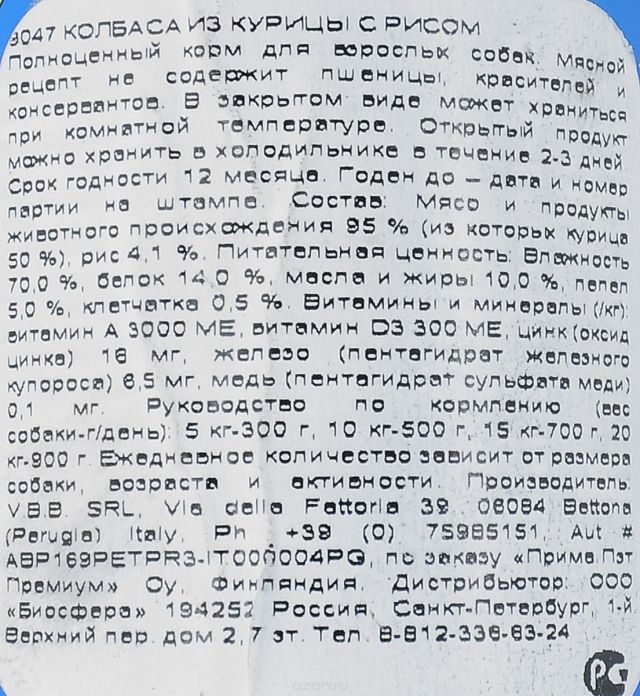 9047 КОЛБАСА ИЗ КУРИЦЫ С РИСОМ
Полноценный корм для взрослых собак. Мясной
рецепт не содержит пшеницы, красителей и
консервантов. В закрытом виде может храниться
при комнатной температуре. Открытый продукт
можно хранить в холодильнике в течение 2-3 дней.
Срок годности 12 месяца. Годен до – дата и номер
партии на штампе. Состав: Мясо и продукты
животного происхождения 95 % (из которых курица
50 %), рис 4,1 %. Питательная ценность: Влажность
70,0 %, белок 14,0 %, масла и жиры 10,0 %, пепел
5,0 %, клетчатка 0,5 %. Витамины и минералы (/кг):
витамин А 3000 МЕ, витамин D3 300 МЕ, цинк (оксид
цинка) 16 мг, железо (пентагидрат железного
купороса) 6,5 мг, медь (пентагидрат сульфата меди)
0,1 мг. Руководство по кормлению (вес
собаки-г/день): 5 кг-300 г, 10 кг-500 г, 15 кг-700 г, 20
кг-900 г. Ежедневное количество зависит от размера
собаки, возраста и активности. Производитель:
V.B.B. SRL, Via della Fattoria 39 06084 Bettona
(Perugia) Italy, Ph +39 (0) 75985151, Aut #
ABP169PETPR3-IT000004PG, по заказу «Прима Пэт
Премиум» Оу, Финляндия. Дистрибьютор: ООО
«Биосфера» 194252 Россия, Санкт-Петербург, 1-й
Верхний пер. дом 2, 7 эт. Тел. 8-812-336-63-24
ozon.ru